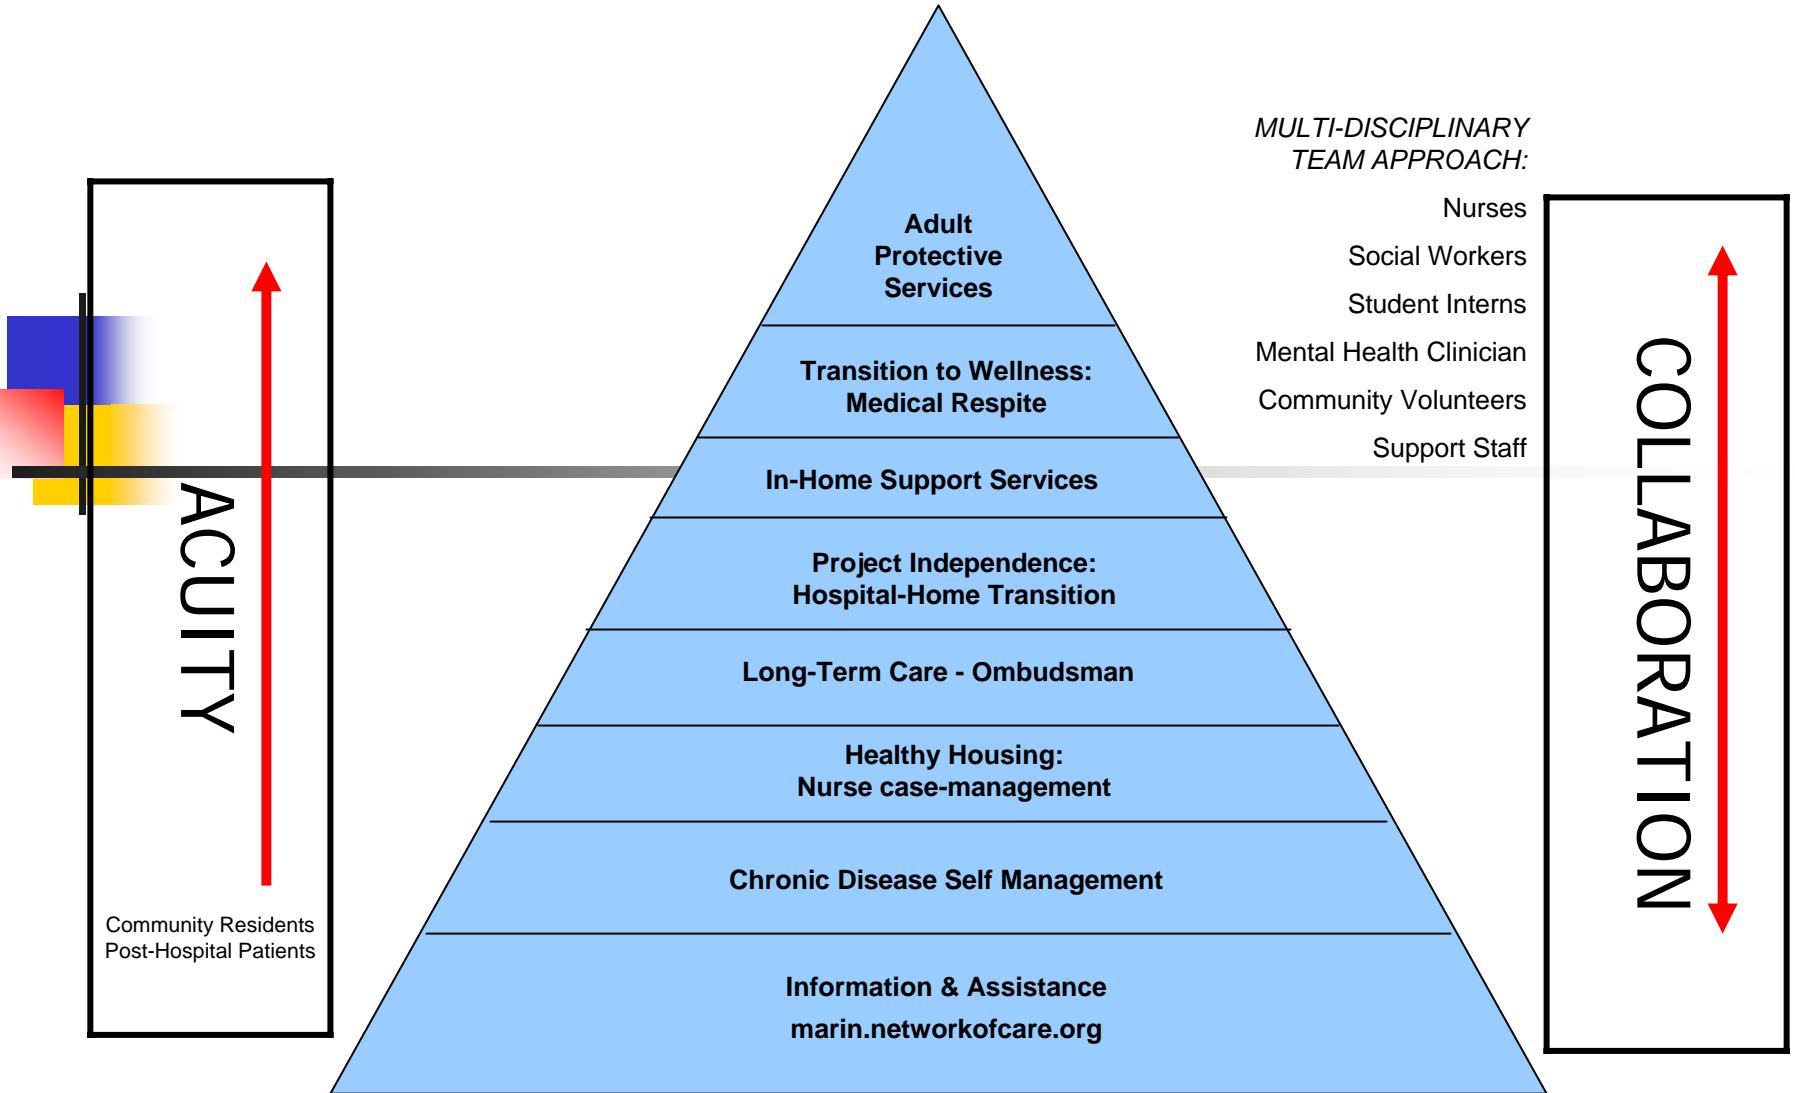 MULTI-DISCIPLINARY
TEAM APPROACH:
Nurses
Social Workers
Student Interns
Mental Health Clinician
Community Volunteers
Support Staff
Adult
Protective
Services
Transition to Wellness:
Medical Respite
In-Home Support Services
Project Independence:
Hospital-Home Transition
Long-Term Care - Ombudsman
Healthy Housing:
Nurse case-management
Chronic Disease Self Management
Information & Assistance
marin.networkofcare.org
ACUITY
Community Residents
Post-Hospital Patients
COLLABORATION